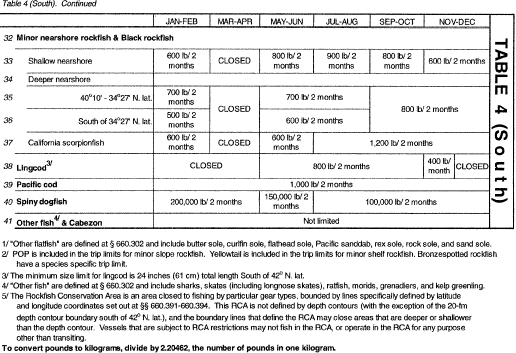 Table 4 (South). Continued
JAN-FEB MAR-APR MAY-JUN JUL-AUG SEP-OCT NOV-DEC
32 Minor nearshore rockfish & Black rockfish
33 Shallow nearshore 600 lb/ 2 months CLOSED 800 lb/ 2 months 900 lb/ 2 months 800 lb/ 2 months 600 lb/ 2 months
34 Deeper nearshore
35 40°10' - 34°27' N. lat. 700 lb/ 2 months CLOSED 700 lb/ 2 months 800 lb/ 2 months
36 South of 34°27' N. lat. 500 lb/ 2 months 600 lb/ 2 months
37 California scorpionfish 600 lb/ 2 months CLOSED 600 lb/ 2 months 1,200 lb/ 2 months
38 Lingcod3/ CLOSED 800 lb/ 2 months 400 lb/ month CLOSED
39 Pacific cod 1,000 lb/ 2 months
40 Spiny dogfish 200,000 lb/ 2 months 150,000 lb/ 2 months 100,000 lb/ 2 months
41 Other fish4/ & Cabezon Not limited
TABLE 4 (South)
1/ "Other flatfish" are defined at § 660.302 and include butter sole, curlfin sole, flathead sole, Pacific sanddab, rex sole, rock sole, and sand sole.
2/ POP is included in the trip limits for minor slope rockfish. Yellowtail is included in the trip limits for minor shelf rockfish. Bronzespotted rockfish
have a species specific trip limit.
3/ The minimum size limit for lingcod is 24 inches (61 cm) total length South of 42° N. lat.
4/ "Other fish" are defined at § 660.302 and include sharks, skates (including longnose skates), ratfish, morids, grenadiers, and kelp greenling.
5/ The Rockfish Conservation Area is an area closed to fishing by particular gear types, bounded by lines specifically defined by latitude
and longitude coordinates set out at §§ 660.391-660.394. This RCA is not defined by depth contours (with the exception of the 20-fm
depth contour boundary south of 42° N. lat.), and the boundary lines that define the RCA may close areas that are deeper or shallower
than the depth contour. Vessels that are subject to RCA restrictions may not fish in the RCA, or operate in the RCA for any purpose
other than transiting.
To convert pounds to kilograms, divide by 2.20462, the number of pounds in one kilogram.